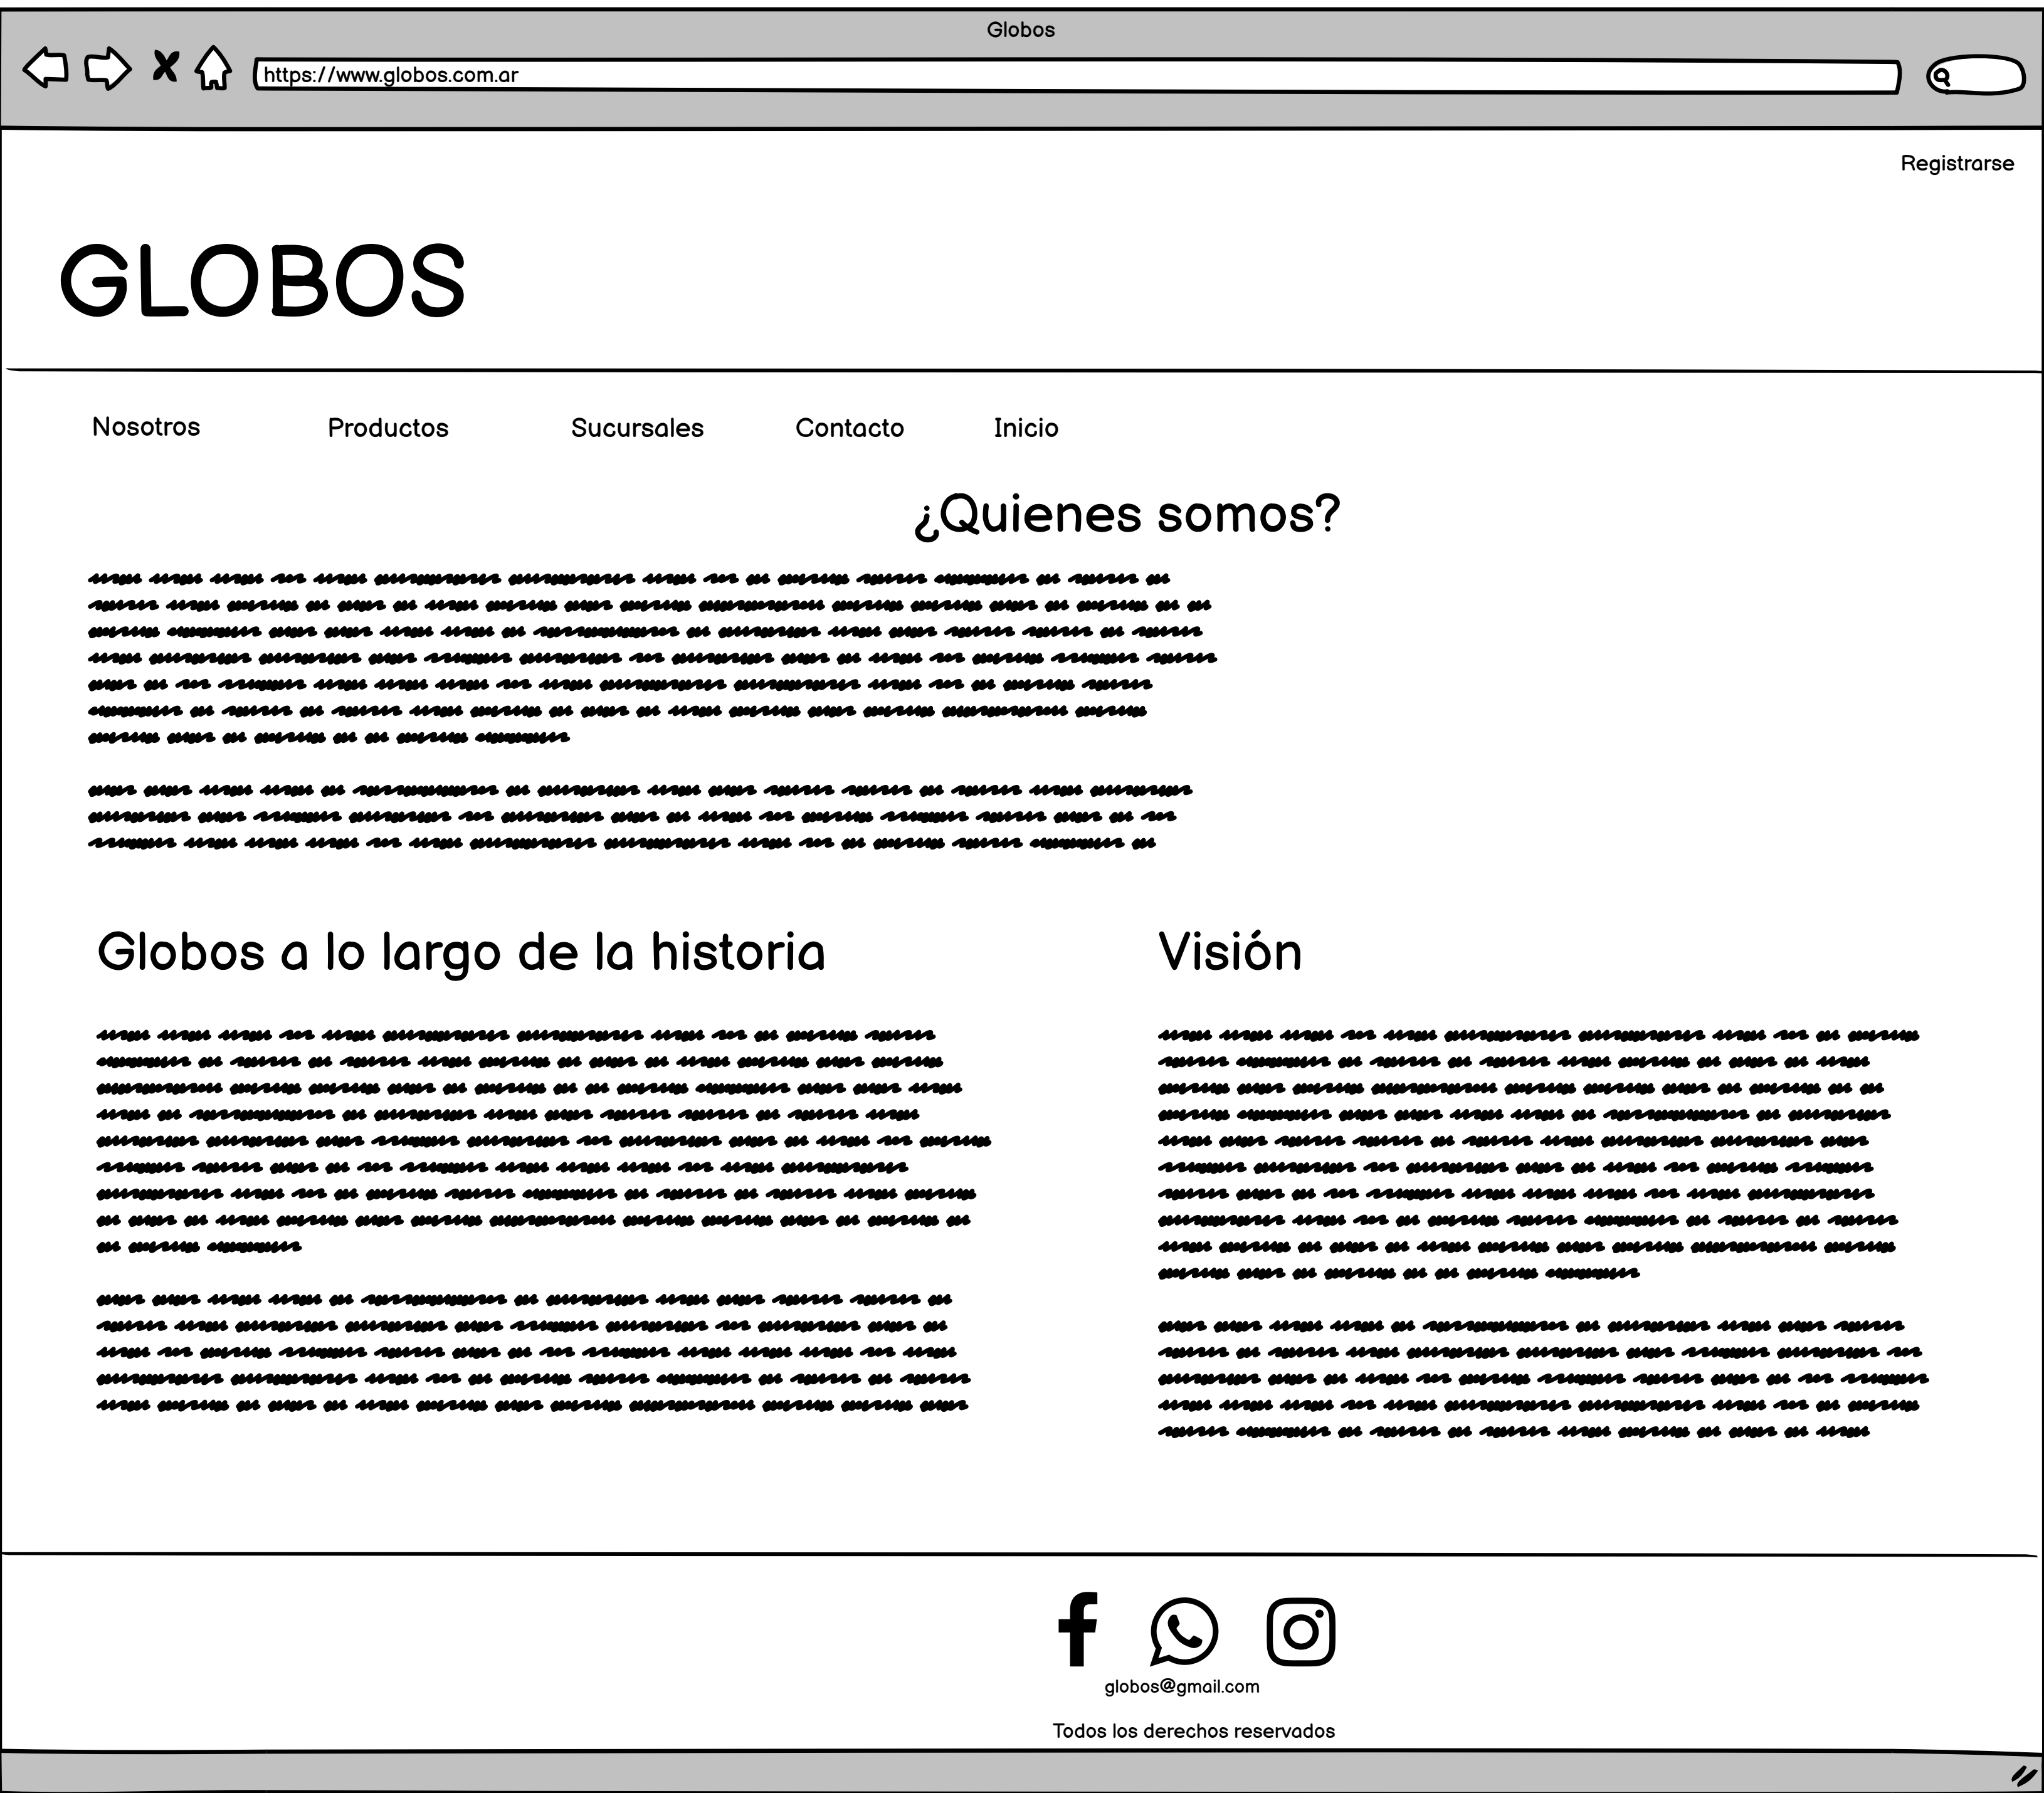 Globos
https://www.globos.com.ar
Registrarse
GLOBOS
Nosotros Productos Sucursales Contacto Inicio
¿Quienes somos?
Globos a lo largo de la historia
Visión
globos@gmail.com
Todos los derechos reservados